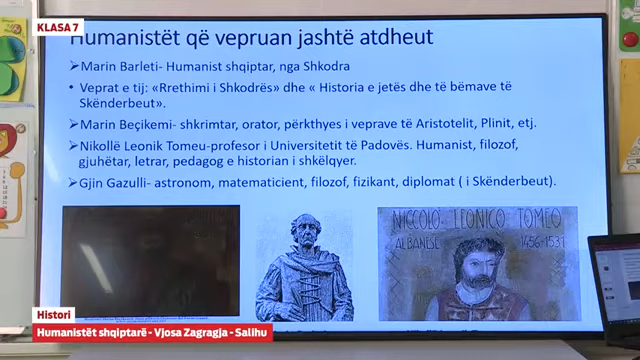 KLASA 7
Humanistët që vepruan jashtë atdheut
➤Marin Barleti- Humanist shqiptar, nga Shkodra
• Veprat e tij: «Rrethimi i Shkodrës» dhe « Historia e jetës dhe të bëmave të
Skënderbeut».
➤Marin Beçikemi- shkrimtar, orator, përkthyes i veprave të Aristotelit, Plinit, etj.
➤Nikollë Leonik Tomeu-profesor i Universitetit të Padovës. Humanist, filozof,
gjuhëtar, letrar, pedagog e historian i shkëlqyer.
➤Gjin Gazulli- astronom, matematicient, filozof, fizikant, diplomat ( i Skënderbeut).
NICCOLO LEONICO TOMEO
ALBANESE 1456-1531
Histori
Humanistët shqiptarë - Vjosa Zagragja - Salihu